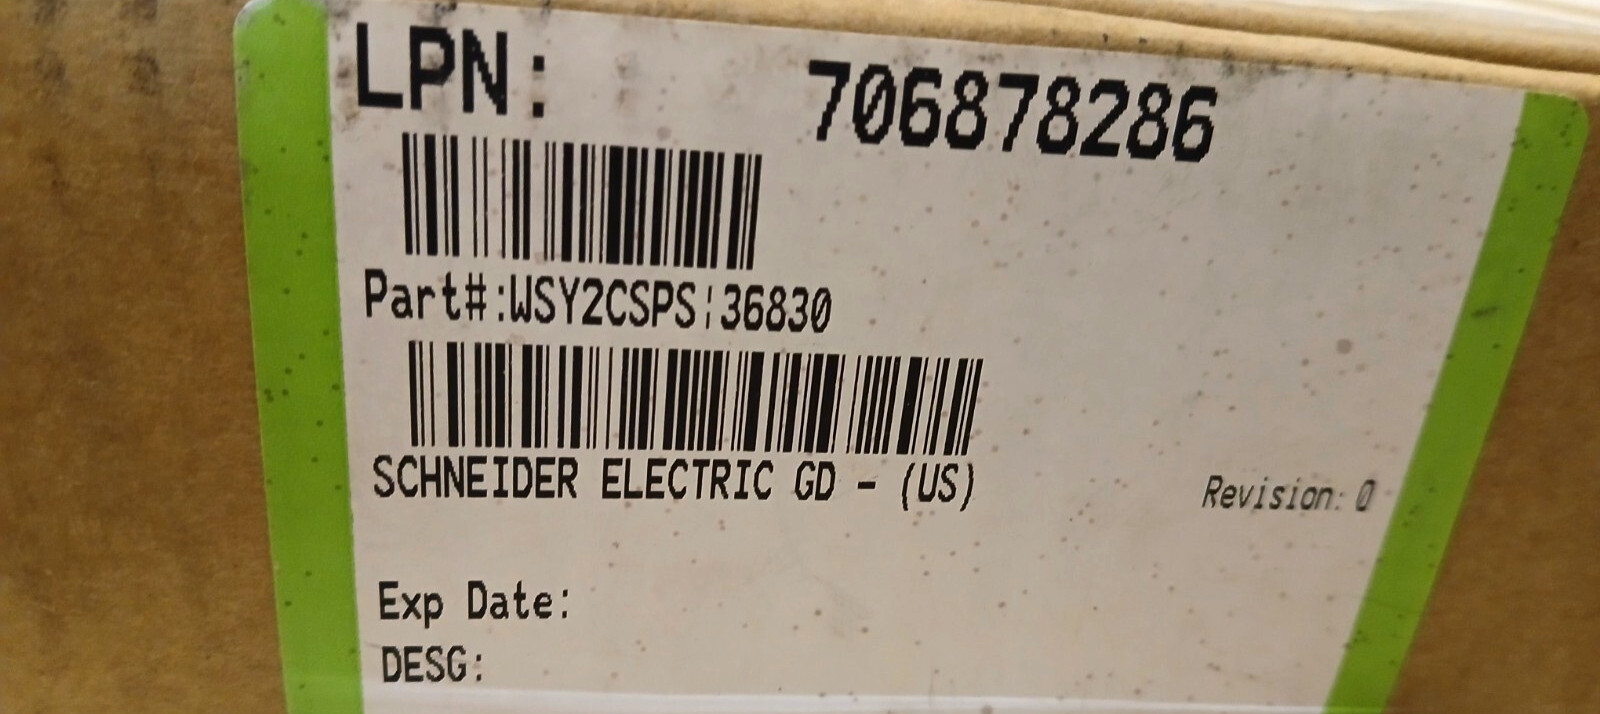 LPN: 706878286
Part#:WSY2CSPS¦36830
SCHNEIDER ELECTRIC GD - (US)
Revision: 0
Exp Date:
DESG: